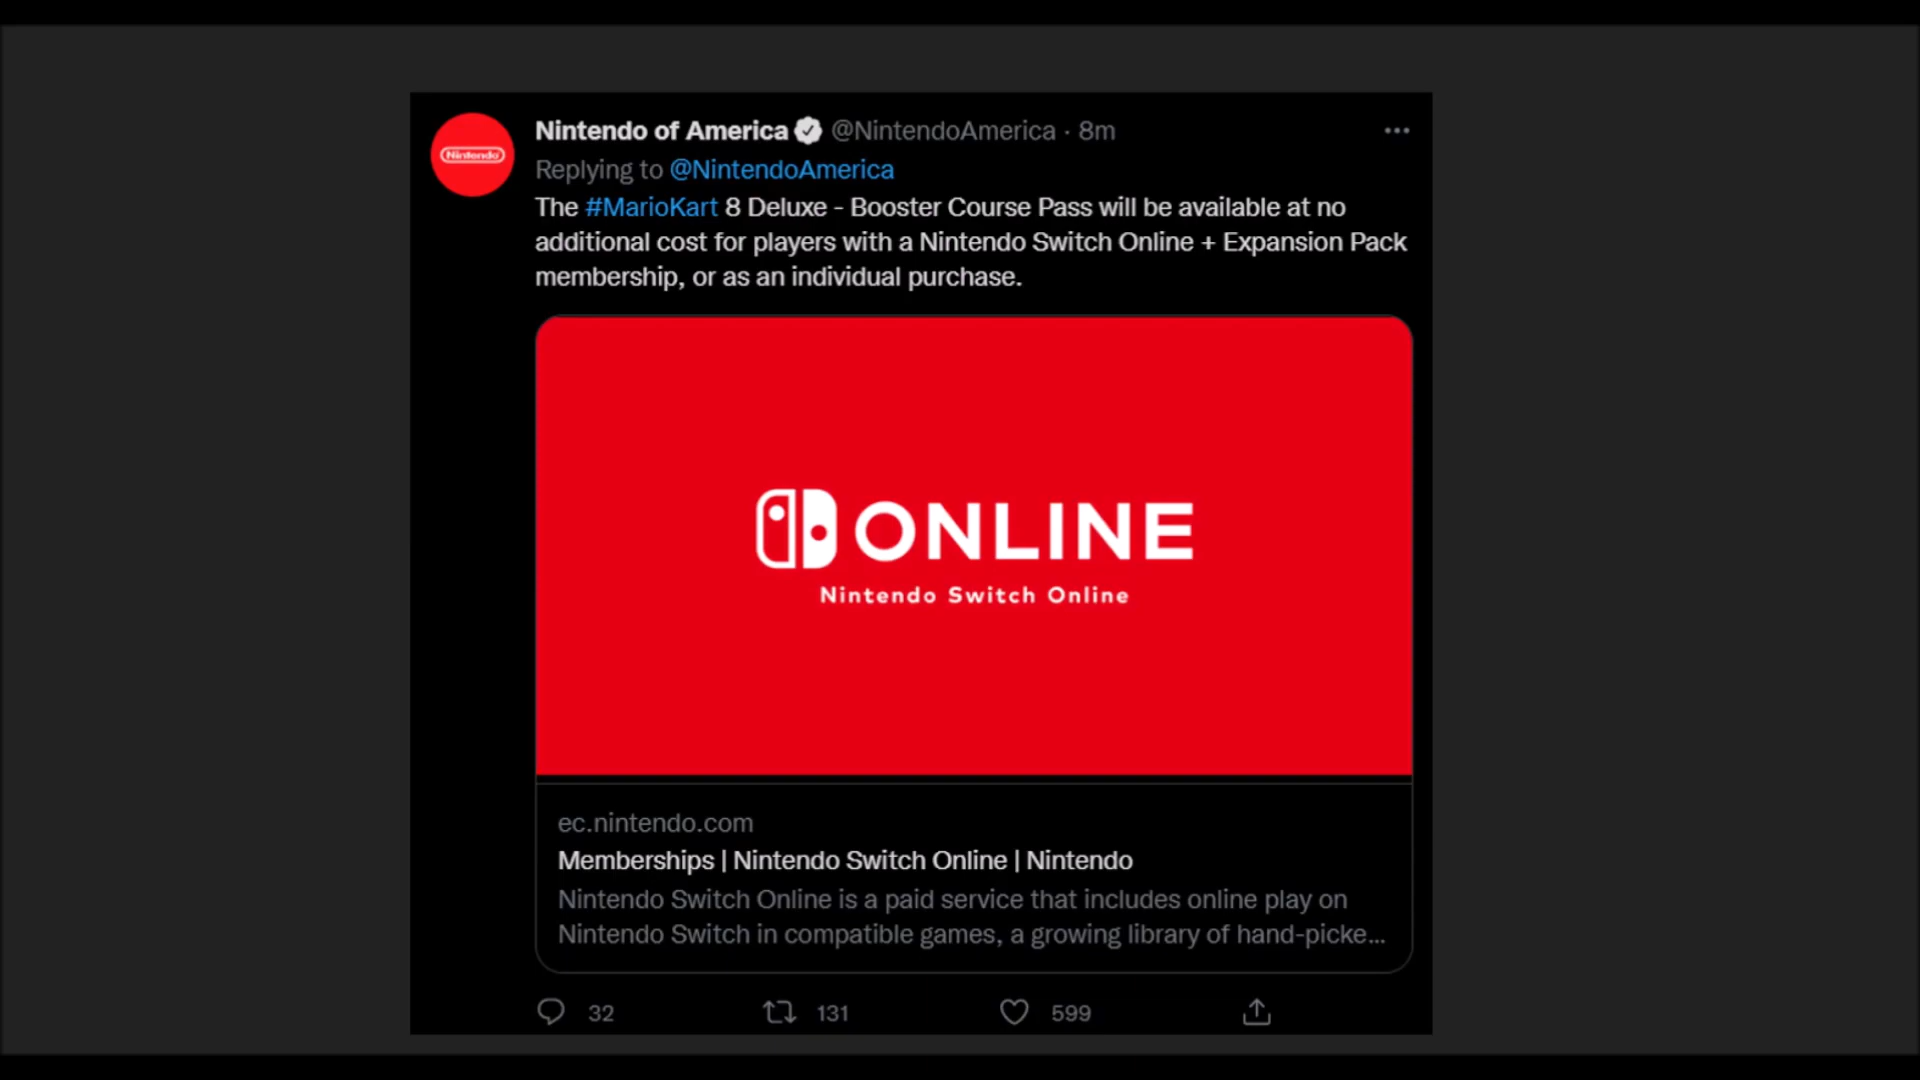 Nintendo
Nintendo of America @NintendoAmerica · 8m
Replying to @NintendoAmerica
The #MarioKart 8 Deluxe - Booster Course Pass will be available at no
additional cost for players with a Nintendo Switch Online + Expansion Pack
membership, or as an individual purchase.
ONLINE
Nintendo Switch Online
ec.nintendo.com
Memberships | Nintendo Switch Online | Nintendo
Nintendo Switch Online is a paid service that includes online play on
Nintendo Switch in compatible games, a growing library of hand-picke...
32 131 599